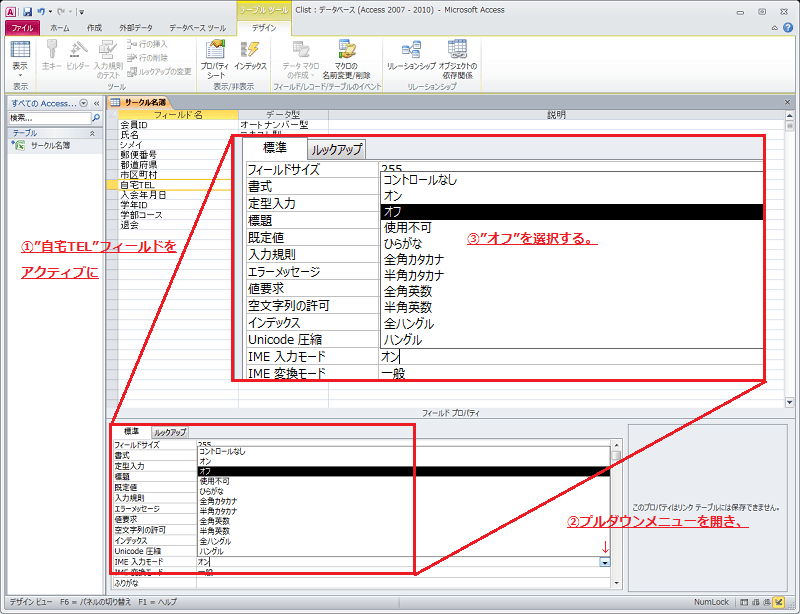 テーブル ツール
Clist : データベース (Access 2007 - 2010) - Microsoft Access
ファイル
ホーム
作成
外部データ
データベース ツール
デザイン
表示
主キー
ビルダー
入力規則
のテスト
行の挿入
行の削除
ルックアップの変更
プロパティ
シート
インデックス
データ マクロ
の作成
マクロの
名前変更/削除
リレーションシップ
オブジェクトの
依存関係
表示
ツール
表示/非表示
フィールド/レコード/テーブルのイベント
リレーションシップ
すべての Access...
検索...
テーブル
サークル名簿
サークル名簿
フィールド名
データ型
説明
会員ID
オートナンバー型
氏名
シメイ
郵便番号
都道府県
市区町村
自宅TEL
入会年月日
学年ID
学部コース
退会
標準
ルックアップ
フィールドサイズ
255
書式
コントロールなし
定型入力
オン
標題
オフ
既定値
使用不可
入力規則
ひらがな
エラーメッセージ
全角カタカナ
値要求
半角カタカナ
空文字列の許可
全角英数
インデックス
半角英数
Unicode 圧縮
全ハングル
ハングル
IME 入力モード
オン
IME 変換モード
一般
①”自宅TEL”フィールドを
アクティブに
③”オフ”を選択する。
フィールド プロパティ
標準
ルックアップ
フィールドサイズ
255
書式
コントロールなし
定型入力
オン
標題
オフ
既定値
使用不可
入力規則
ひらがな
エラーメッセージ
全角カタカナ
値要求
半角カタカナ
空文字列の許可
全角英数
インデックス
半角英数
Unicode 圧縮
全ハングル
ハングル
IME 入力モード
オン
IME 変換モード
一般
ふりがな
このプロパティはリンク テーブルには保存できません。
②プルダウンメニューを開き、
↓
デザイン ビュー F6 = パネルの切り替え F1 = ヘルプ
NumLock